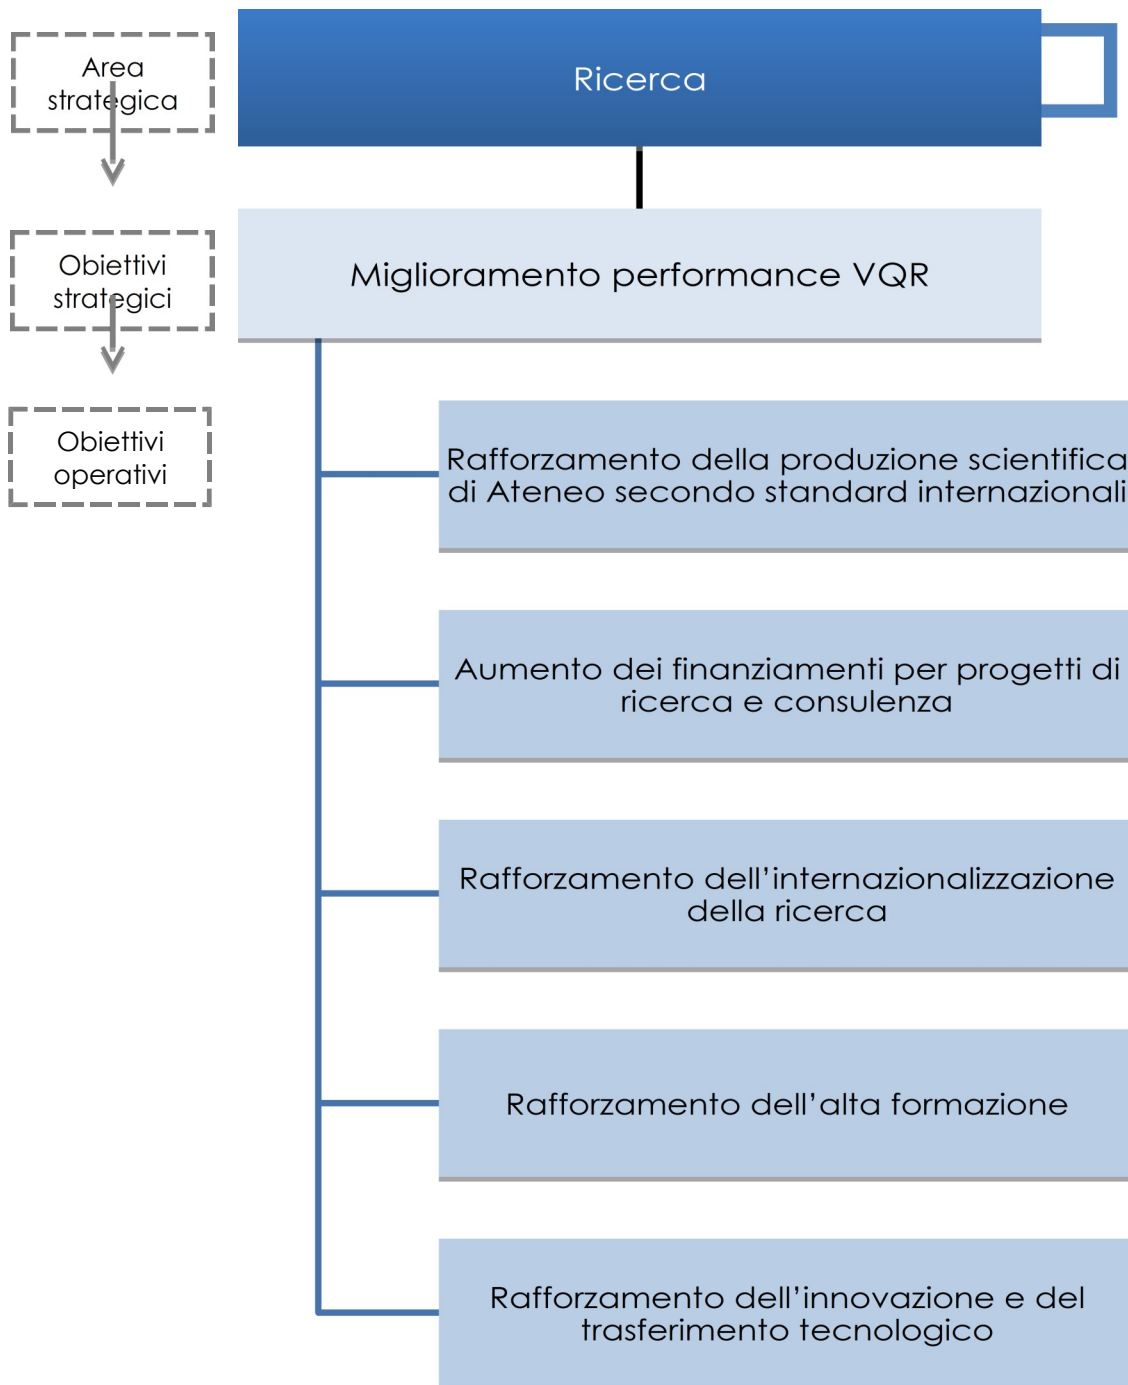 Area
strategica
Ricerca
Obiettivi
strategici
Miglioramento performance VQR
Obiettivi
operativi
Rafforzamento della produzione scientifica
di Ateneo secondo standard internazionali
Aumento dei finanziamenti per progetti di
ricerca e consulenza
Rafforzamento dell’internazionalizzazione
della ricerca
Rafforzamento dell’alta formazione
Rafforzamento dell’innovazione e del
trasferimento tecnologico